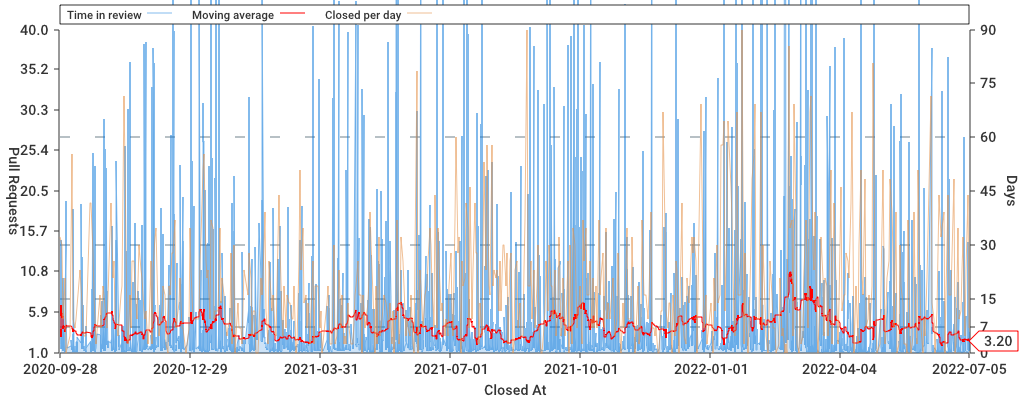 Time in review Moving average Closed per day
40.0 90
35.2 75
30.3
25.4 60
20.5 45
15.7 30
10.8
5.9 15
7
1.0 0
3.20
Pull Requests
Days
2020-09-28 2020-12-29 2021-03-31 2021-07-01 2021-10-01 2022-01-01 2022-04-04 2022-07-05
Closed At